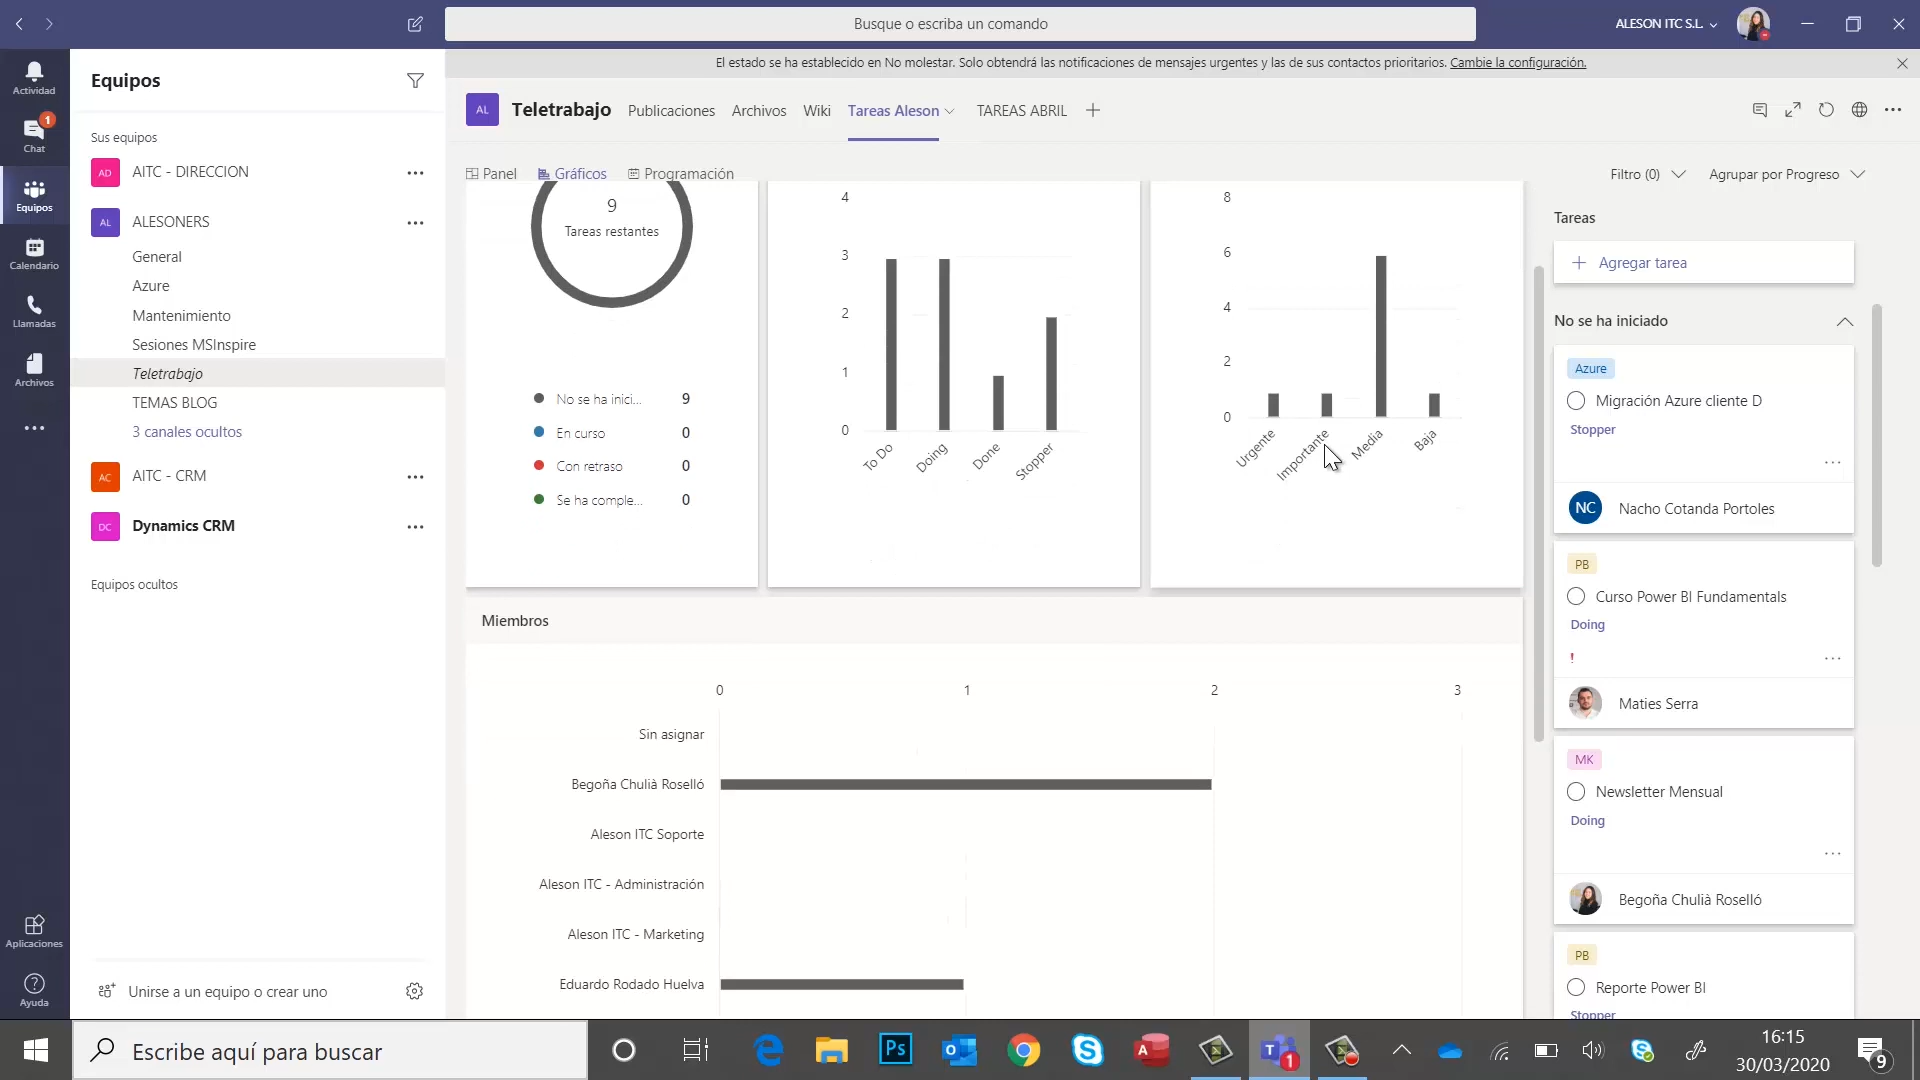 Busque o escriba un comando
ALESON ITC S.L.
El estado se ha establecido en No molestar. Solo obtendrá las notificaciones de mensajes urgentes y las de sus contactos prioritarios. Cambie la configuración.
Actividad
1
Chat
Equipos
Calendario
Llamadas
Archivos
Aplicaciones
Ayuda
Equipos
Sus equipos
AD AITC - DIRECCION
AL ALESONERS
General
Azure
Mantenimiento
Sesiones MSInspire
Teletrabajo
TEMAS BLOG
3 canales ocultos
AC AITC - CRM
DC Dynamics CRM
Equipos ocultos
Unirse a un equipo o crear uno
AL Teletrabajo Publicaciones Archivos Wiki Tareas Aleson TAREAS ABRIL
Panel Gráficos Programación
Filtro (0) Agrupar por Progreso
9
Tareas restantes
No se ha inici... 9
En curso 0
Con retraso 0
Se ha comple... 0
4
3
2
1
0
To Do Doing Done Stopper
8
6
4
2
0
Urgente Importante Media Baja
Miembros
0 1 2 3
Sin asignar
Begoña Chulià Roselló
Aleson ITC Soporte
Aleson ITC - Administración
Aleson ITC - Marketing
Eduardo Rodado Huelva
Tareas
Agregar tarea
No se ha iniciado
Azure
Migración Azure cliente D
Stopper
NC Nacho Cotanda Portoles
PB
Curso Power BI Fundamentals
Doing
!
Maties Serra
MK
Newsletter Mensual
Doing
Begoña Chulià Roselló
PB
Reporte Power BI
Stopper
Escribe aquí para buscar
Ps
1
16:15
30/03/2020
9